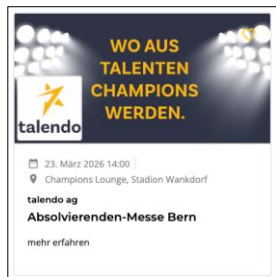 WO AUS
TALENTEN
CHAMPIONS
WERDEN.
talendo
23. März 2026 14:00
Champions Lounge, Stadion Wankdorf
talendo ag
Absolvierenden-Messe Bern
mehr erfahren